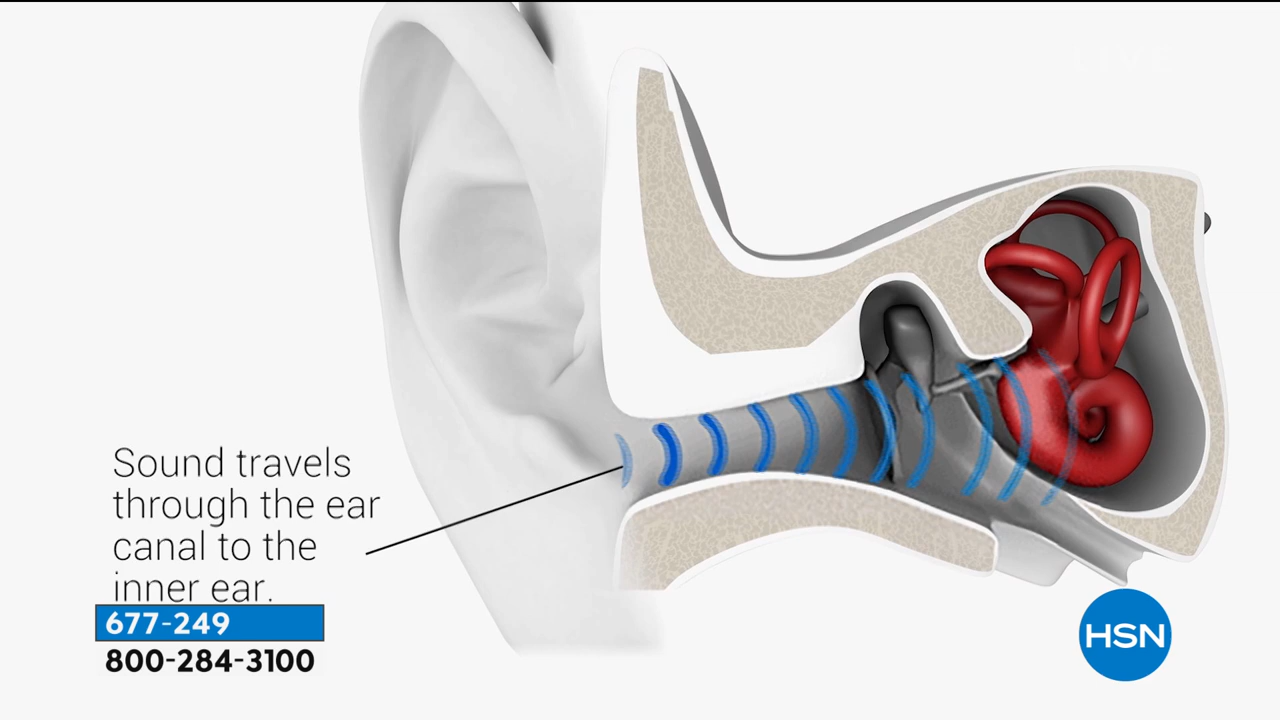 Sound travels
through the ear
canal to the
inner ear.
677-249
800-284-3100
HSN